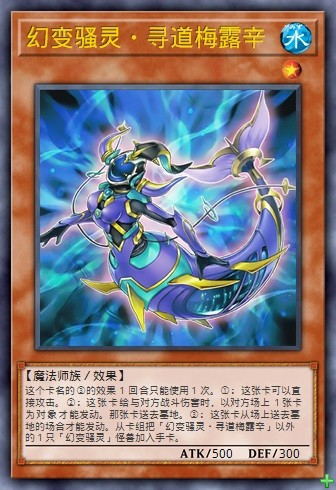 幻变骚灵·寻道梅露辛
水
【魔法师族/效果】
这个卡名的③的效果1回合只能使用1次。①:这张卡可以直
接攻击。②:这张卡给与对方战斗伤害时,以对方场上1张卡
为对象才能发动。那张卡送去墓地。③:这张卡从场上送去墓
地的场合才能发动。从卡组把「幻变骚灵·寻道梅露辛」以外
的1只「幻变骚灵」怪兽加入手卡。
ATK/500 DEF/300